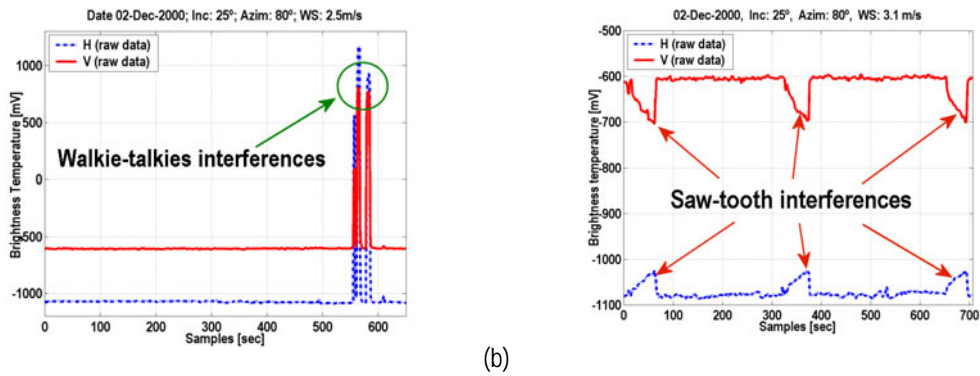 Date 02-Dec-2000; Inc: 25º; Azim: 80º; WS: 2.5m/s
H (raw data)
V (raw data)
Walkie-talkies interferences
Brightness Temperature [mV]
1000
500
0
-500
-1000
0 100 200 300 400 500 600
Samples [sec]
02-Dec-2000, Inc: 25º, Azim: 80º, WS: 3.1 m/s
H (raw data)
V (raw data)
Saw-tooth interferences
Brightness temperature [mV]
-500
-600
-700
-800
-900
-1000
-1100
0 100 200 300 400 500 600 700
Samples [sec]
(b)